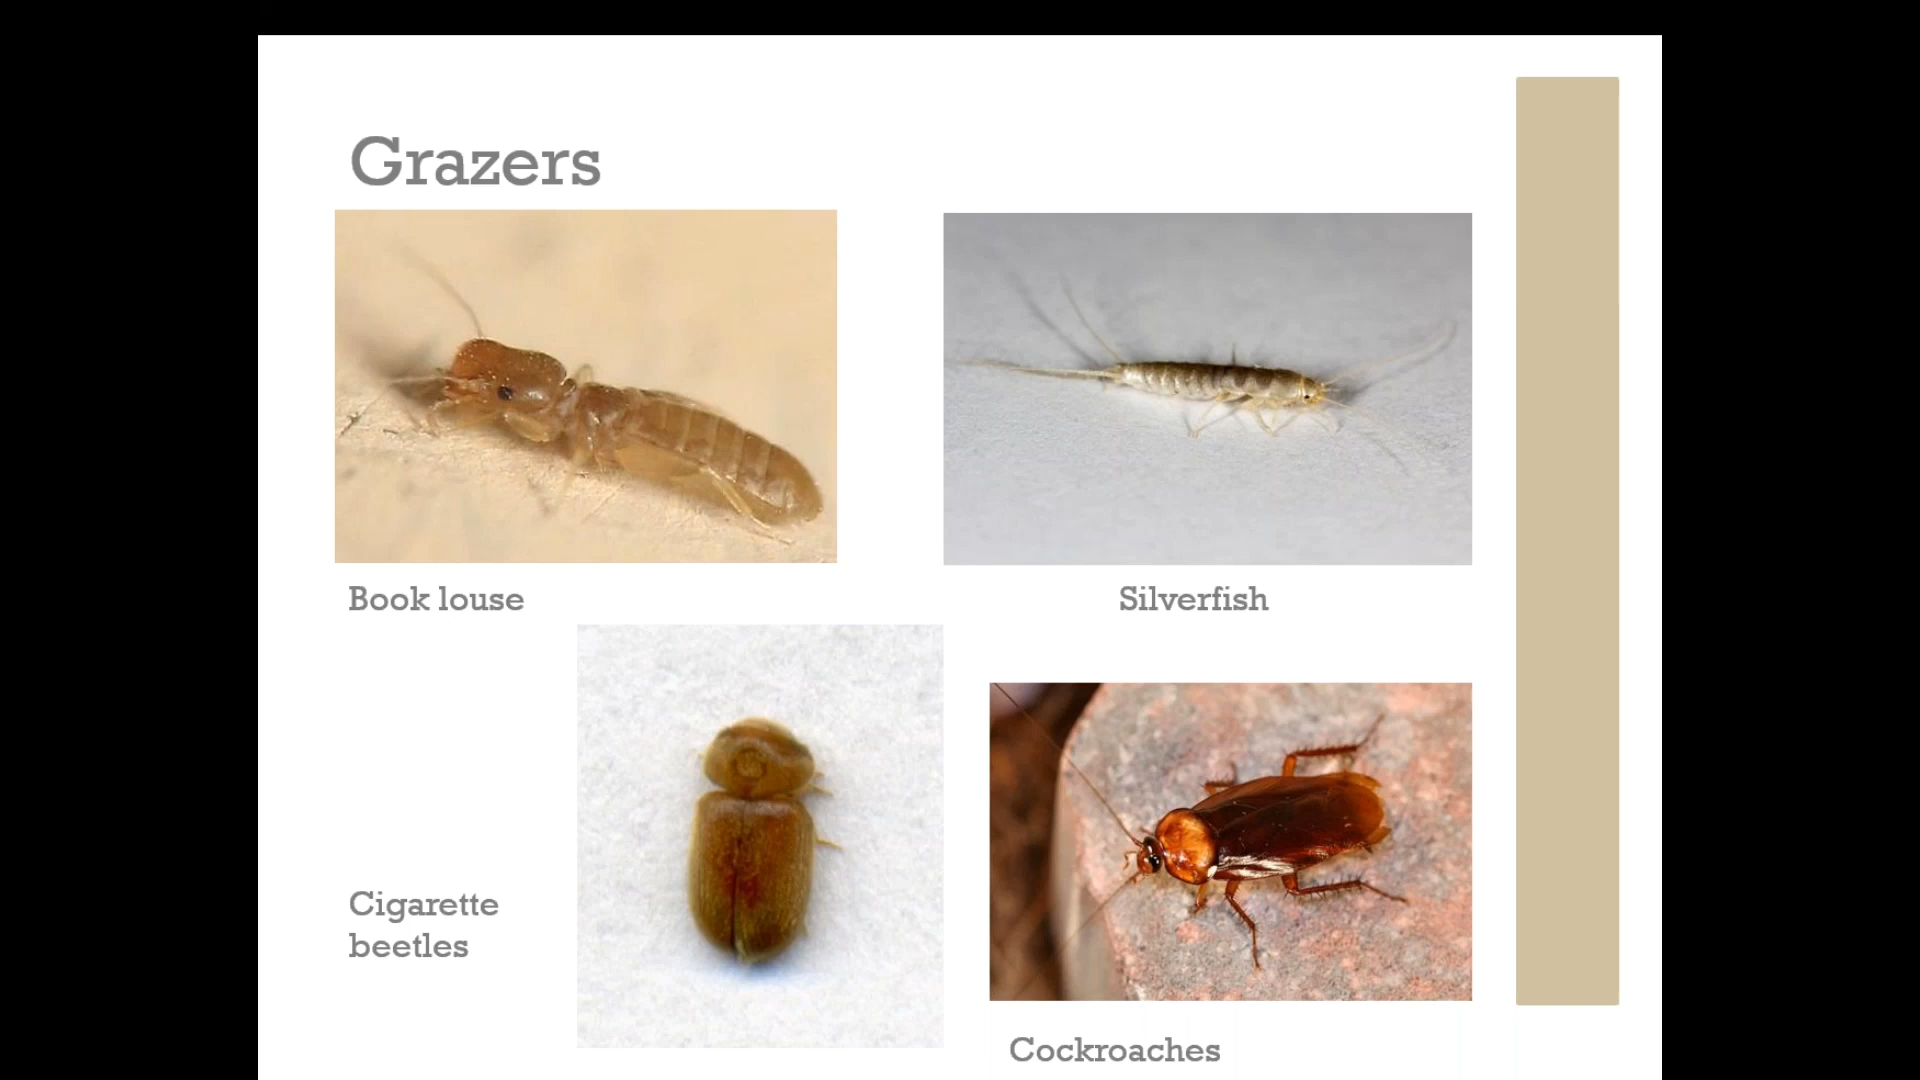 Grazers
Book louse
Silverfish
Cigarette
beetles
Cockroaches